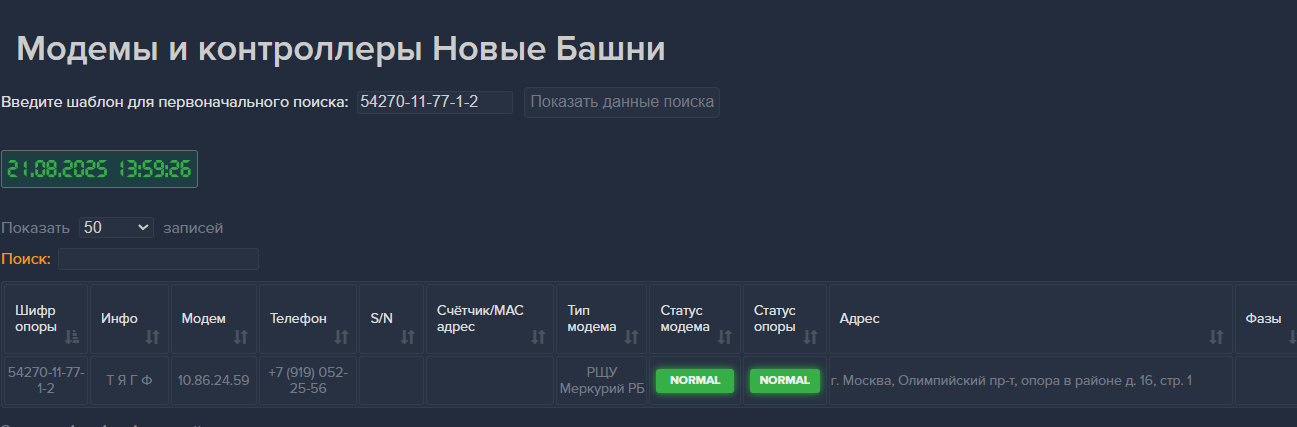 Модемы и контроллеры Новые Башни
Введите шаблон для первоначального поиска: 54270-11-77-1-2 Показать данные поиска
21.08.2025 13:59:26
Показать 50 записей
Поиск:
Шифр опоры Инфо Модем Телефон S/N Счётчик/MAC адрес Тип модема Статус модема Статус опоры Адрес Фазы
54270-11-77-1-2 Т Я Г Ф 10.86.24.59 +7 (919) 052-25-56 РЩУ Меркурий РБ NORMAL NORMAL г. Москва, Олимпийский пр-т, опора в районе д. 16, стр. 1